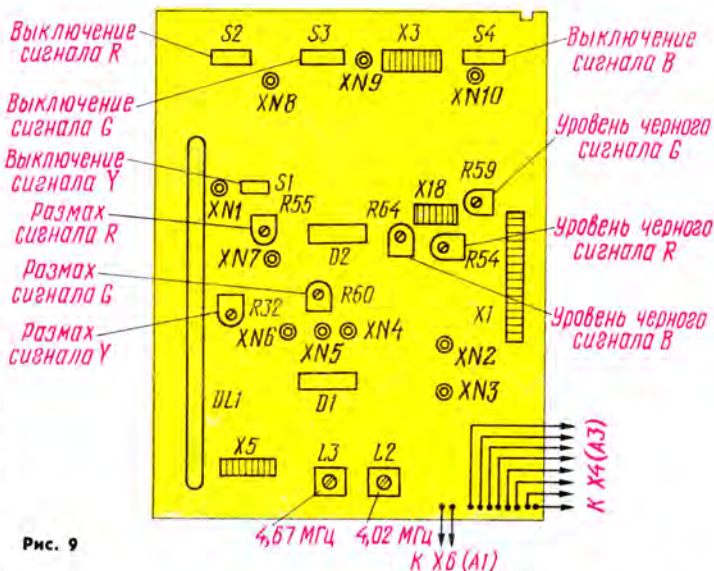 Выключение
сигнала R
S2
S3
X3
S4
Выключение
сигнала B
XN8
XN9
XN10
Выключение
сигнала G
Уровень черного
сигнала G
Выключение
сигнала Y
S1
XN1
R55
R59
X18
R64
Размах
сигнала R
D2
R54
Уровень черного
сигнала R
XN7
Размах
сигнала G
R60
R32
X1
Уровень черного
сигнала B
Размах
сигнала Y
XN6
XN5
XN4
XN2
D1
XN3
DL1
X5
L3
L2
К X4 (A3)
4,67 МГц
4,02 МГц
К X6 (A1)
Рис. 9